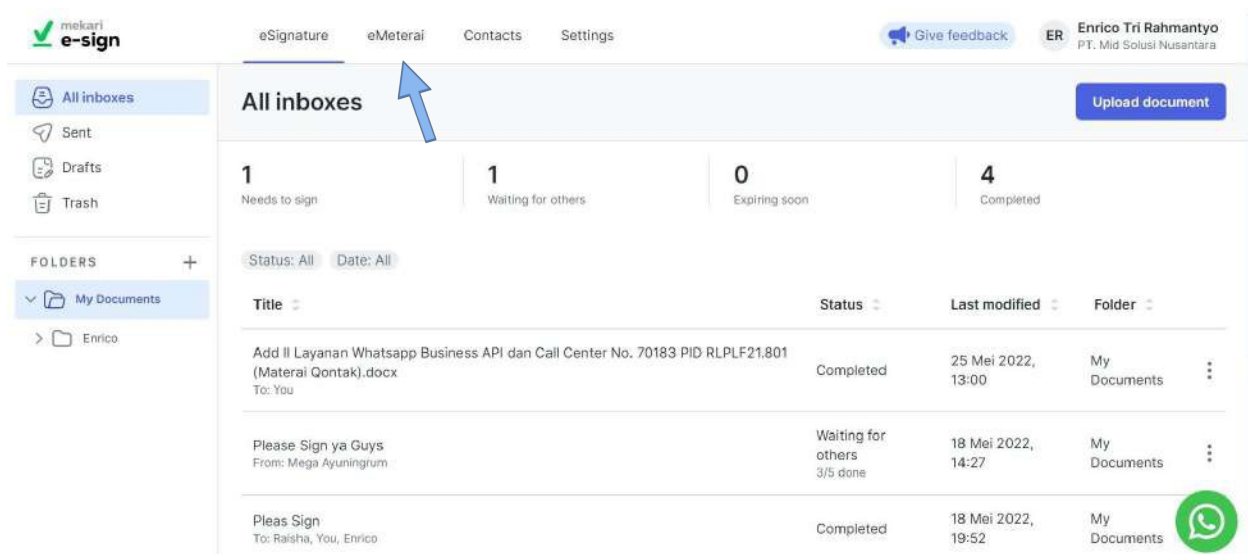 mekari
e-sign
eSignature eMeterai Contacts Settings
Give feedback
ER
Enrico Tri Rahmantyo
PT. Mid Solusi Nusantara
All inboxes
Sent
Drafts
Trash
FOLDERS +
My Documents
Enrico
All inboxes
Upload document
1
Needs to sign
1
Waiting for others
0
Expiring soon
4
Completed
Status: All Date: All
Title Status Last modified Folder
Add II Layanan Whatsapp Business API dan Call Center No. 70183 PID RLPLF21.801
(Materai Qontak).docx
To: You
Completed
25 Mei 2022,
13:00
My
Documents
Please Sign ya Guys
From: Mega Ayuningrum
Waiting for
others
3/5 done
18 Mei 2022,
14:27
My
Documents
Pleas Sign
To: Raisha, You, Enrico
Completed
18 Mei 2022,
19:52
My
Documents